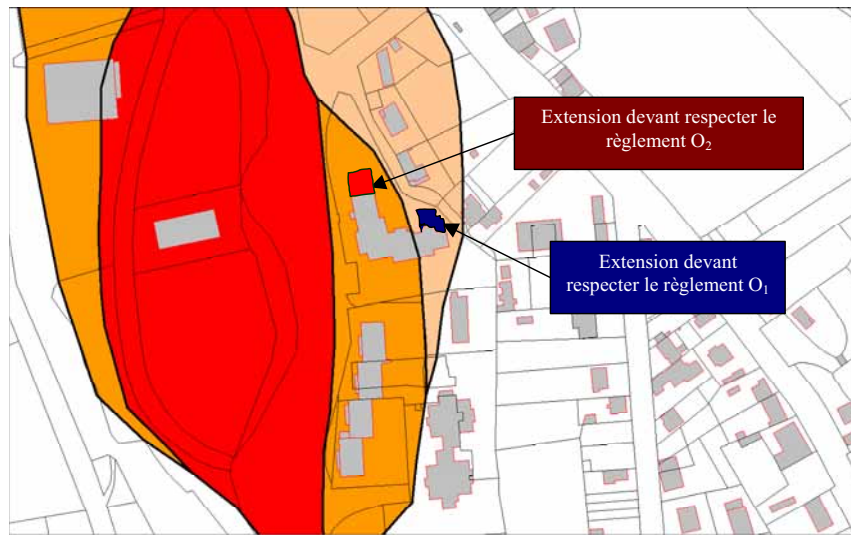 Extension devant respecter le
règlement O₂
Extension devant
respecter le règlement O₁